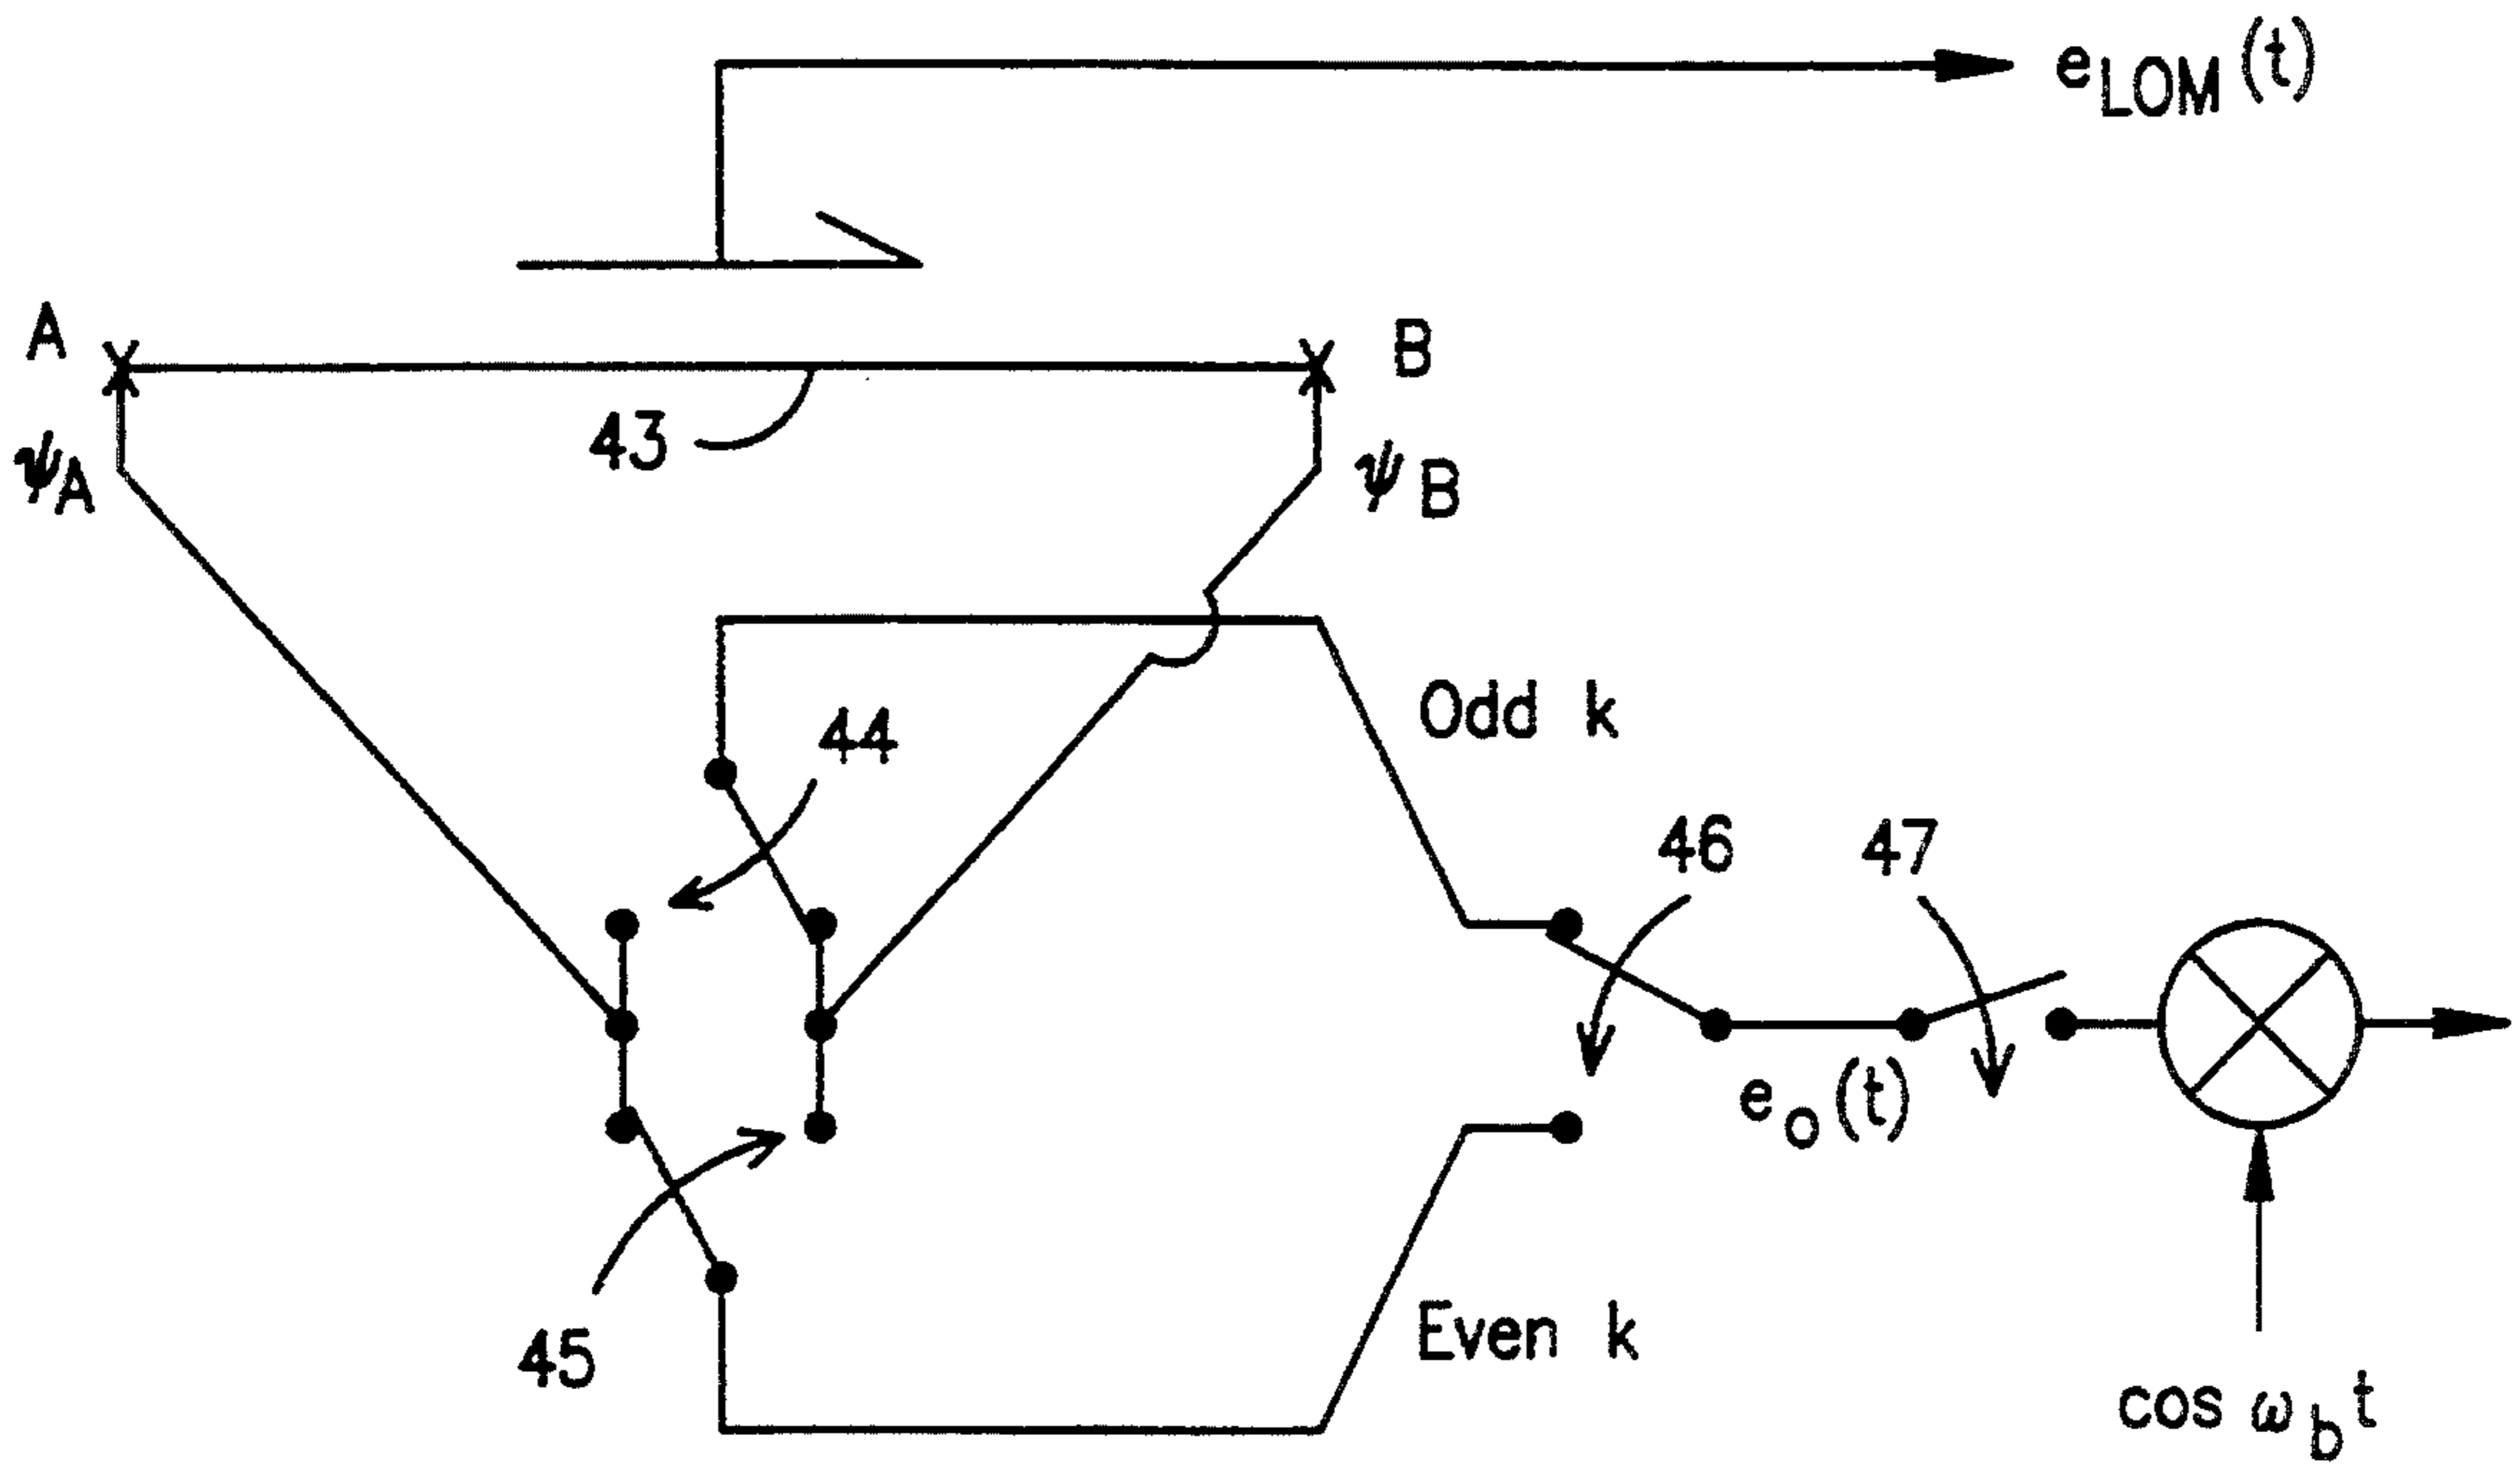 e_LOM(t)
A
B
43
ψ_A
ψ_B
Odd k
44
46
47
e_O(t)
45
Even k
cos ω_b t